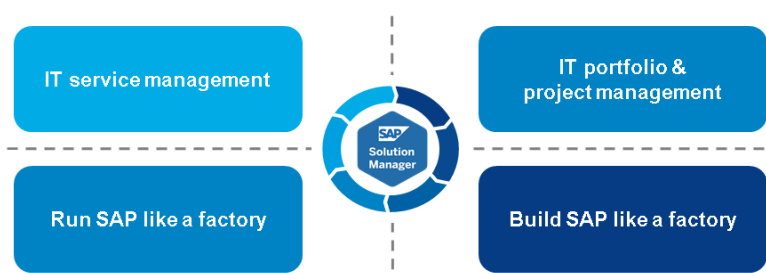 IT service management
IT portfolio &
project management
SAP
Solution
Manager
Run SAP like a factory
Build SAP like a factory